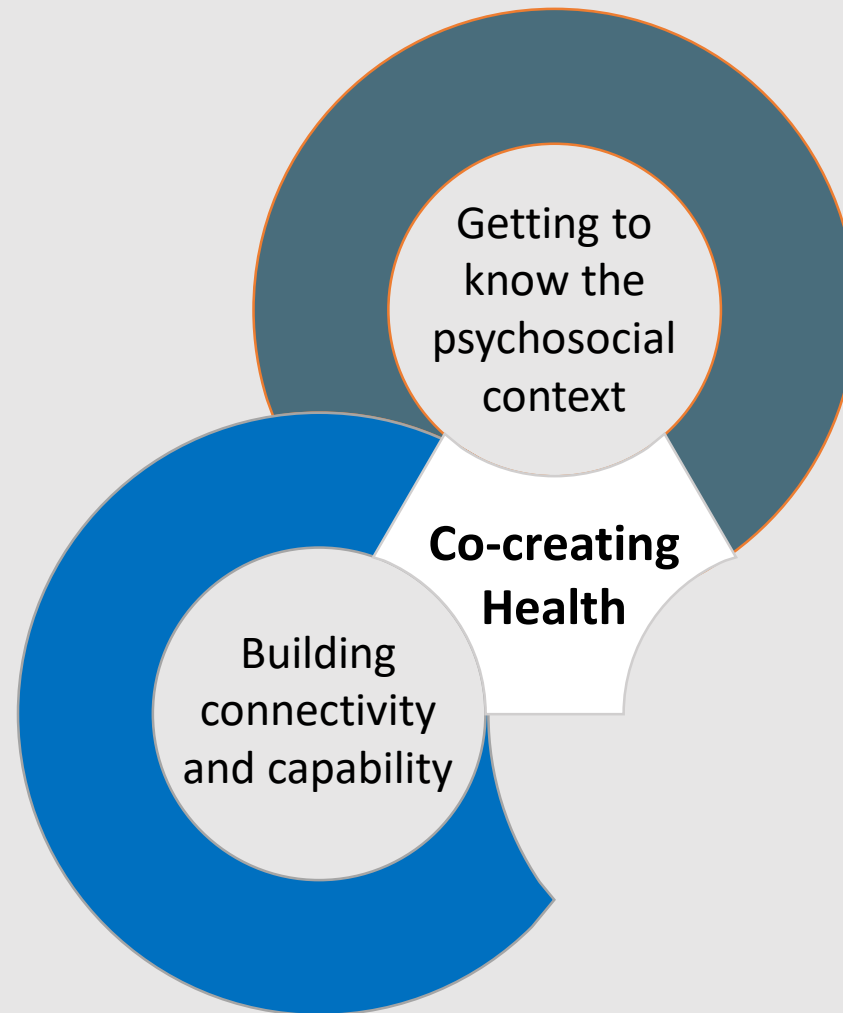 Getting to
know the
psychosocial
context
Co-creating
Health
Building
connectivity
and capability